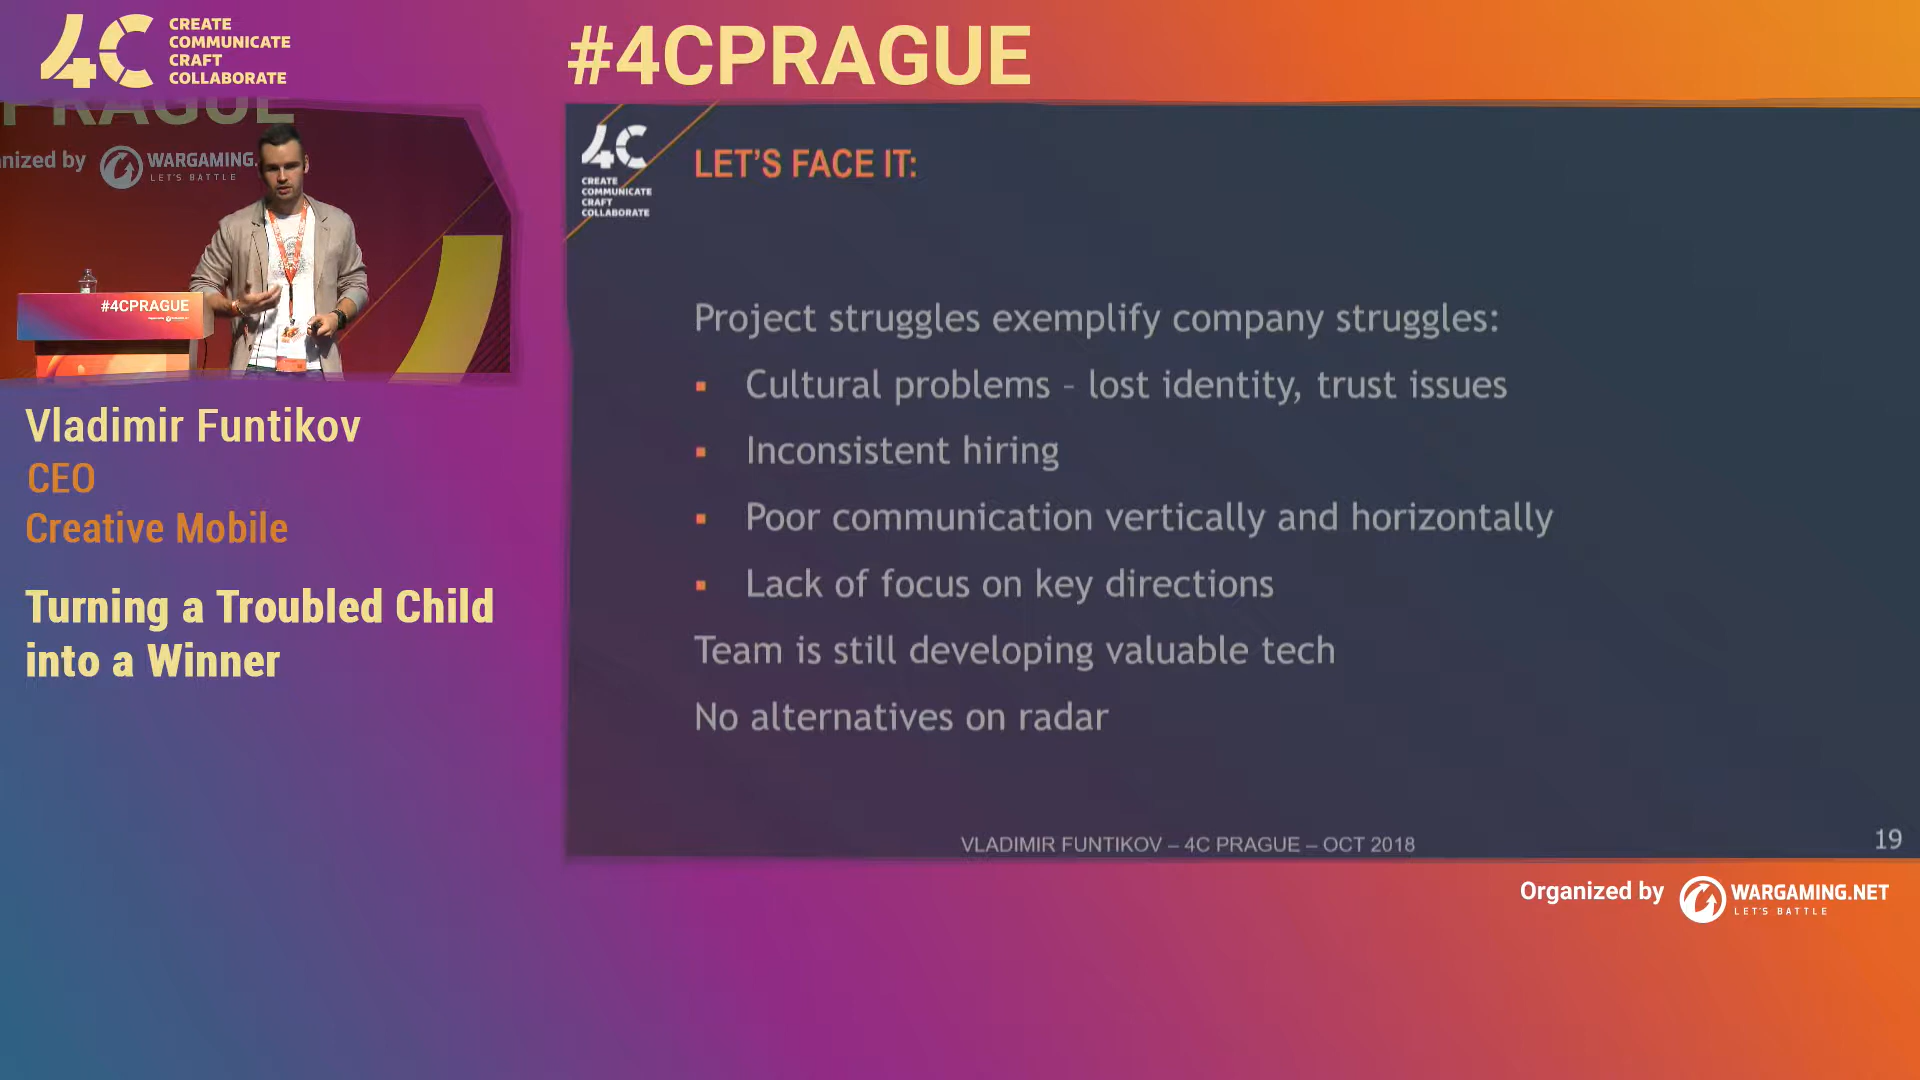 4C
CREATE
COMMUNICATE
CRAFT
COLLABORATE
#4CPRAGUE
PRAGUE
nized by
WARGAMING.
LET'S BATTLE
#4CPRAGUE
Vladimir Funtikov
CEO
Creative Mobile
Turning a Troubled Child
into a Winner
4C
CREATE
COMMUNICATE
CRAFT
COLLABORATE
LET'S FACE IT:
Project struggles exemplify company struggles:
▪ Cultural problems – lost identity, trust issues
▪ Inconsistent hiring
▪ Poor communication vertically and horizontally
▪ Lack of focus on key directions
Team is still developing valuable tech
No alternatives on radar
VLADIMIR FUNTIKOV – 4C PRAGUE – OCT 2018
19
Organized by
WARGAMING.NET
LET'S BATTLE